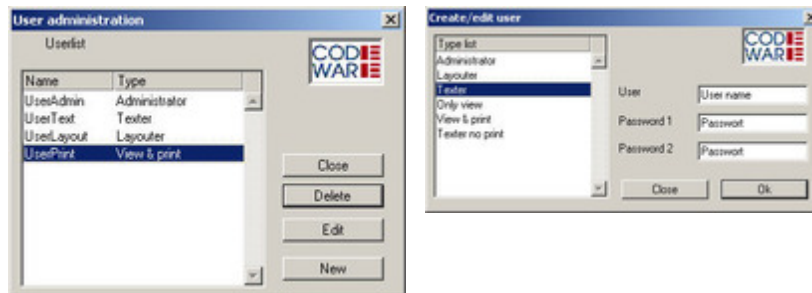 User administration
Userlist
CODE
WARE
Name Type
UserAdmin Administrator
UserText Texter
UserLayout Layouter
UserPrint View & print
Close
Delete
Edit
New
Create/edit user
Type list
CODE
WARE
Administrator
Layouter
Texter
Only view
View & print
Texter no print
User User name
Password 1 Passwort
Password 2 Passwort
Close Ok